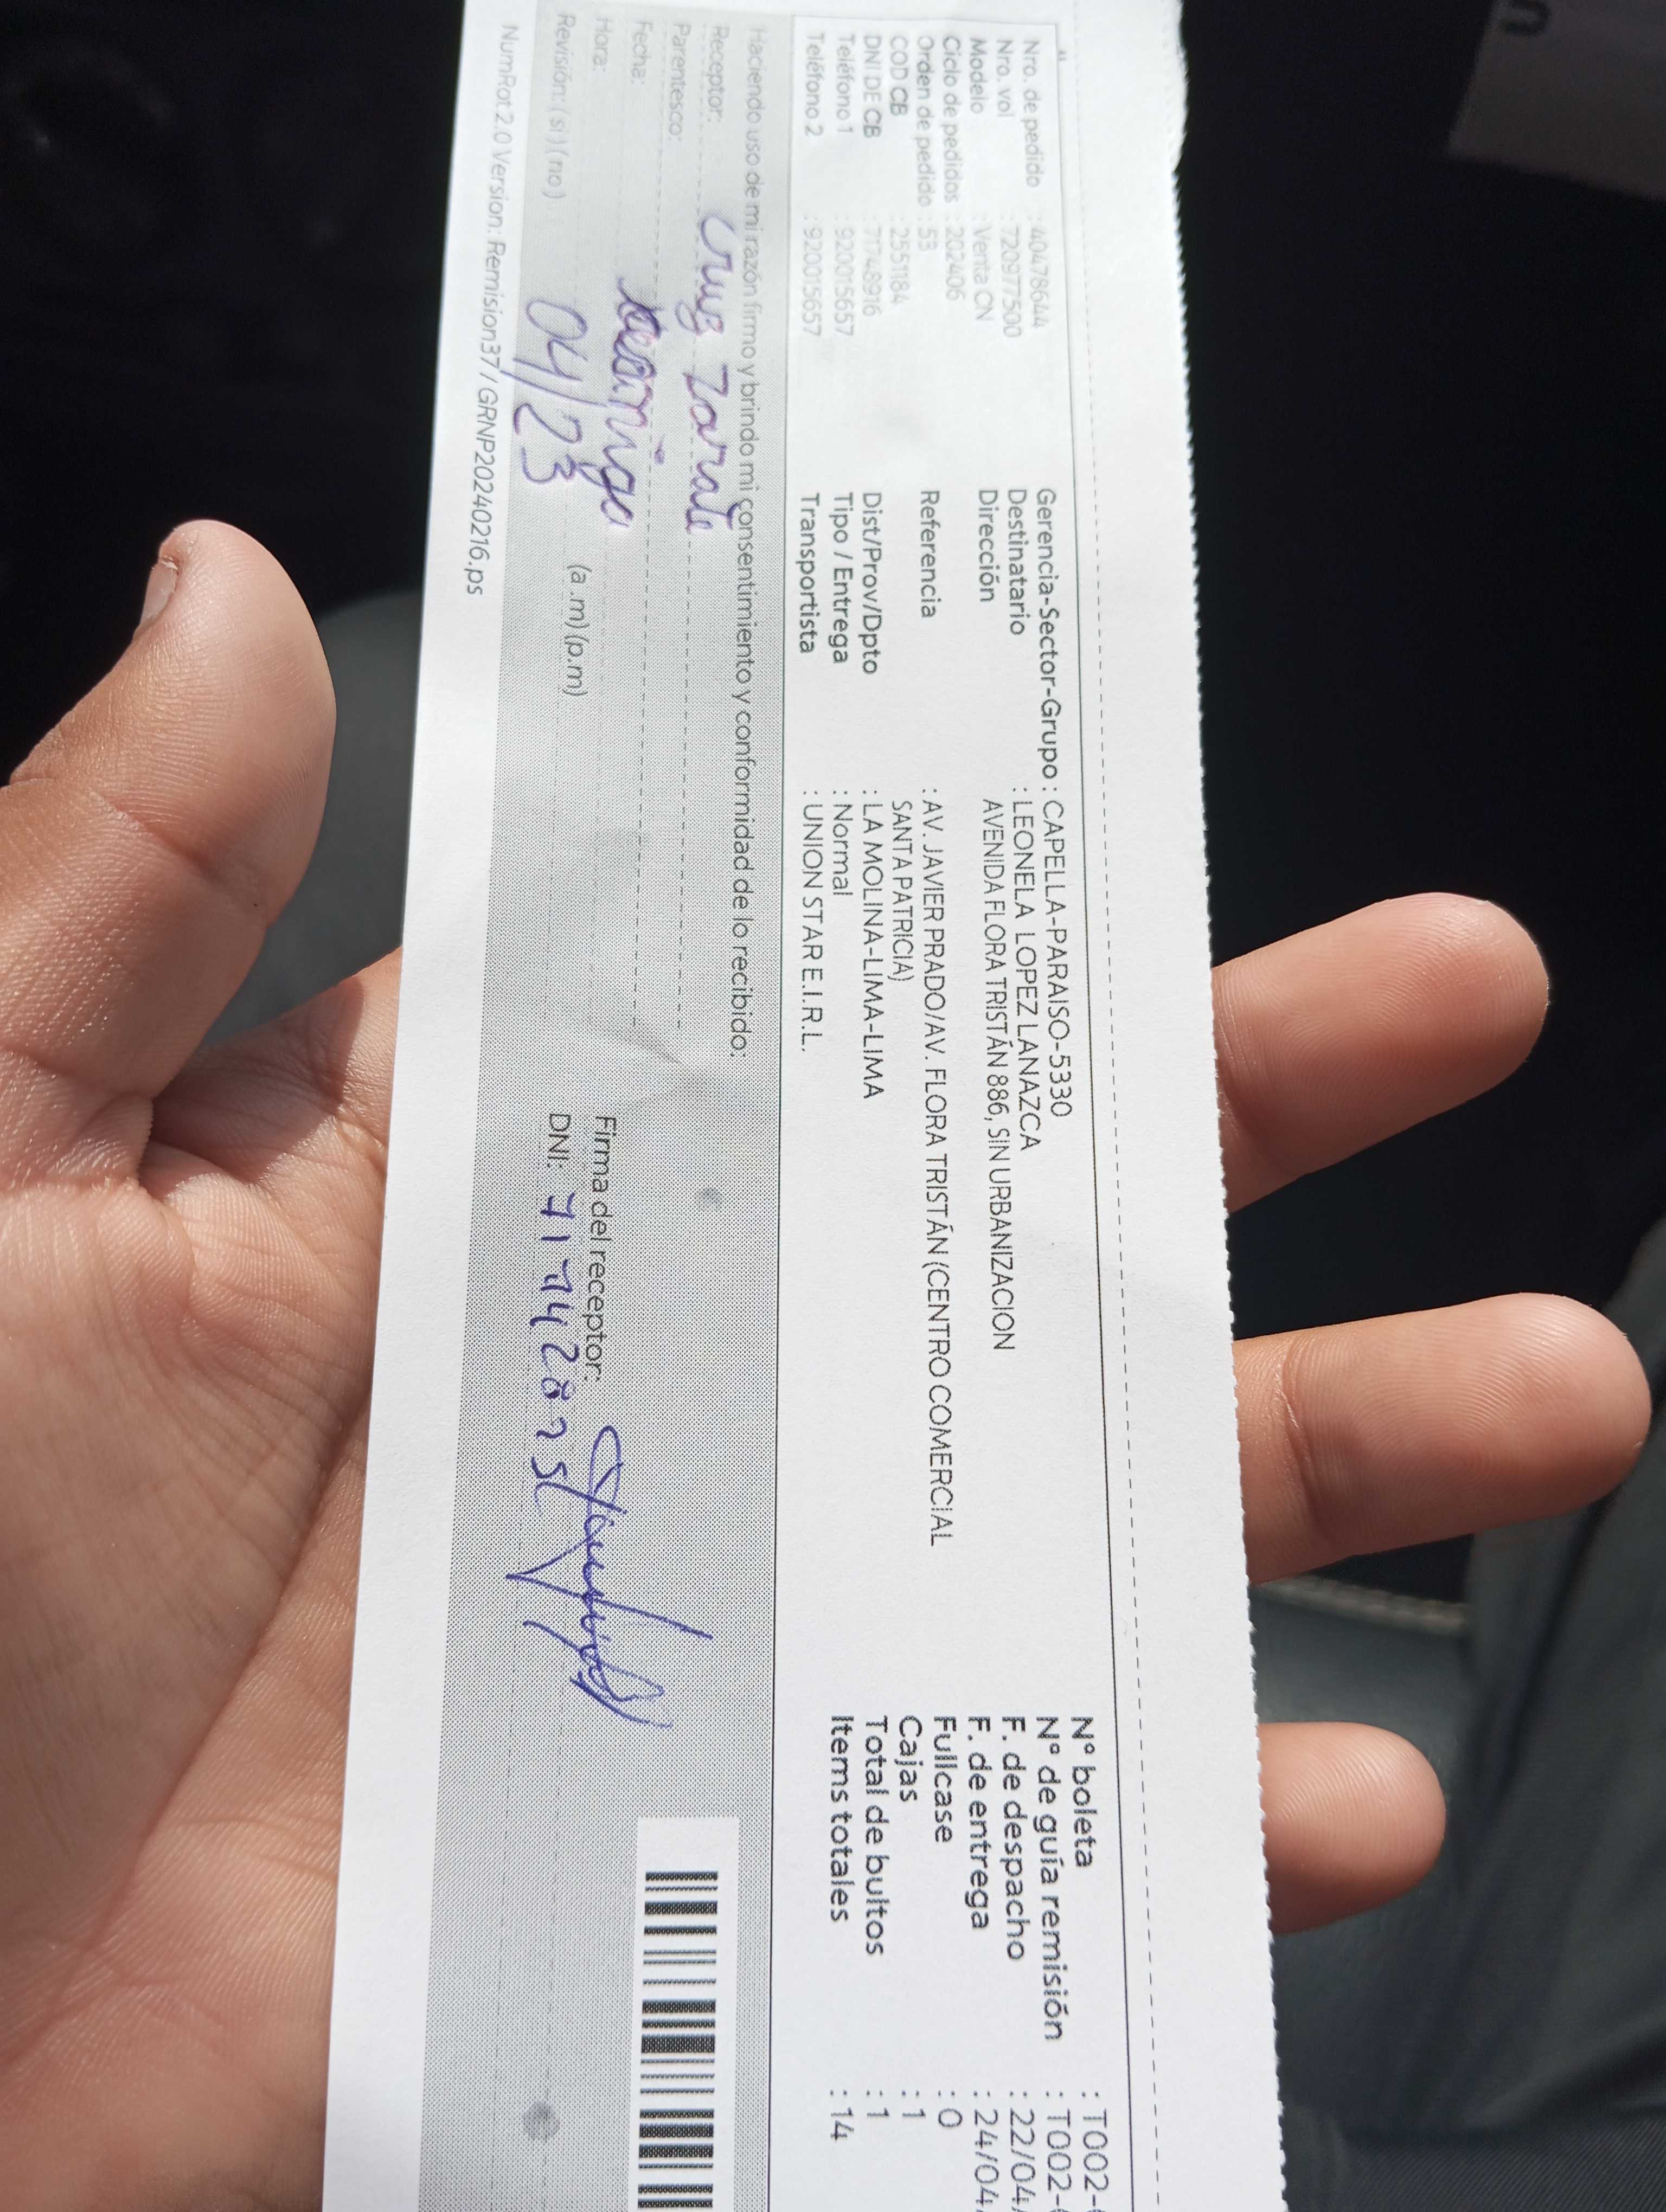 Nro. de pedido : 40478644
Nro. vol : 7209777500
Modelo : Venta CN
Ciclo de pedidos : 202406
Orden de pedido : 53
COD CB : 2551184
DNI DE CB : 71748916
Teléfono 1 : 920015657
Teléfono 2 : 920015657
Gerencia-Sector-Grupo : CAPELLA-PARAISO-5330
Destinatario : LEONELA LOPEZ LANAZCA
Dirección AVENIDA FLORA TRISTÁN 886, SIN URBANIZACION
Referencia : AV. JAVIER PRADO/AV. FLORA TRISTÁN (CENTRO COMERCIAL
SANTA PATRICIA)
Dist/Prov/Dpto : LA MOLINA-LIMA-LIMA
Tipo / Entrega : Normal
Transportista : UNION STAR E.I.R.L.
N° boleta : T002-
N° de guía remisión : T002-
F. de despacho : 22/04/
F. de entrega : 24/04/
Fullcase : 0
Cajas : 1
Total de bultos : 1
Items totales : 14
Haciendo uso de mi razón firmo y brindo mi consentimiento y conformidad de lo recibido:
Receptor: Cruz Zarate
Parentesco:
Fecha: 04/23
Hora: (a.m) (p.m)
Revisión: (si) (no)
Firma del receptor:
DNI:
NumRot 2.0 Version: Remision37/GRNP20240216.ps